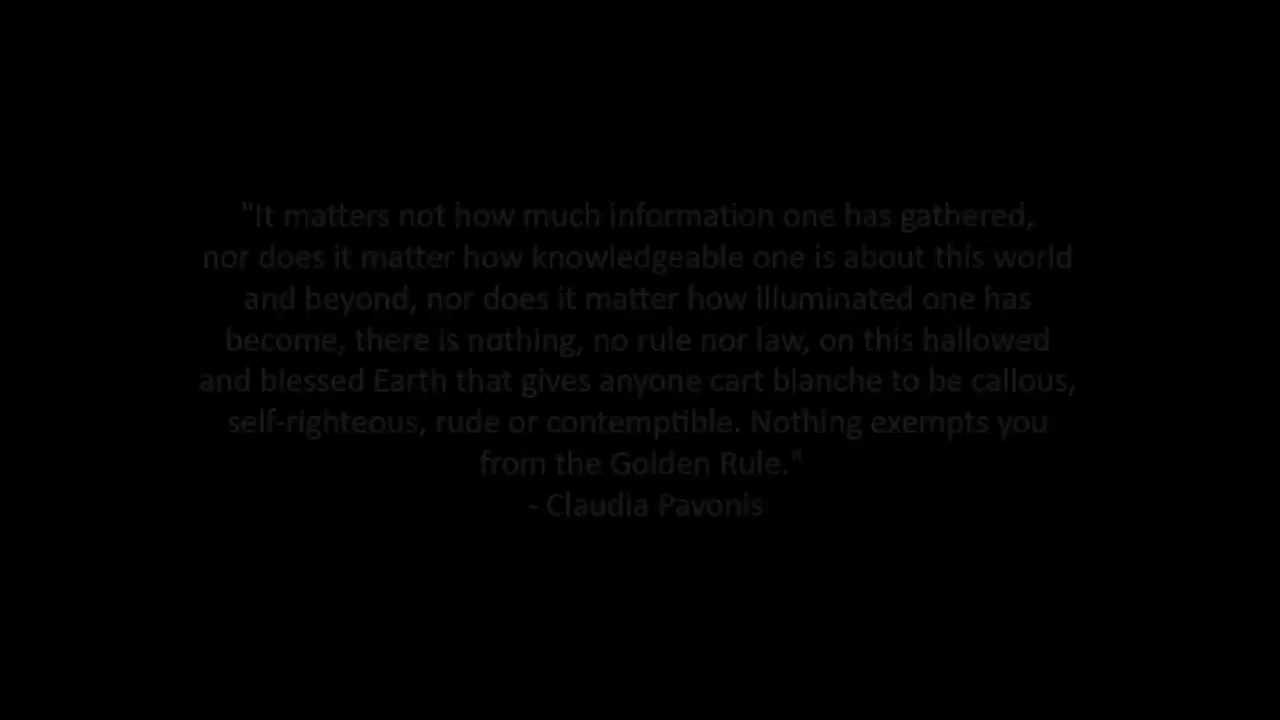 "It matters not how much information one has gathered,
nor does it matter how knowledgeable one is about this world
and beyond, nor does it matter how illuminated one has
become, there is nothing, no rule nor law, on this hallowed
and blessed Earth that gives anyone cart blanche to be callous,
self-righteous, rude or contemptible. Nothing exempts you
from the Golden Rule."
- Claudia Pavonis